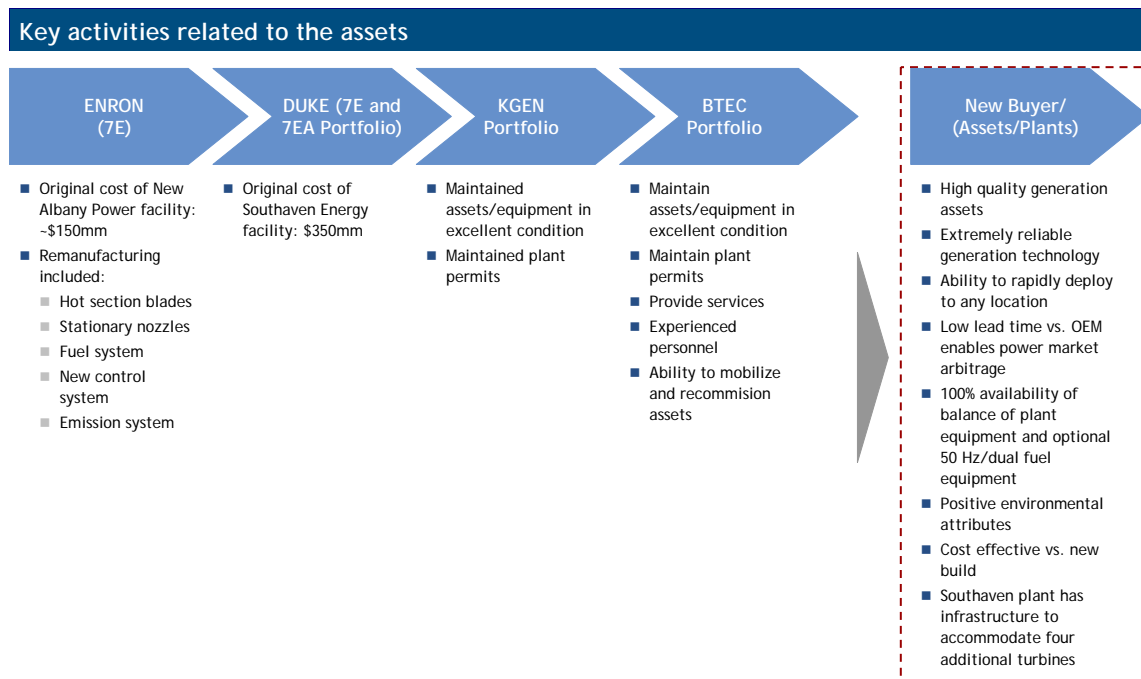 Key activities related to the assets
ENRON
(7E)
DUKE (7E and
7EA Portfolio)
KGEN
Portfolio
BTEC
Portfolio
New Buyer/
(Assets/Plants)
Original cost of New
Albany Power facility:
~$150mm
Remanufacturing
included:
Hot section blades
Stationary nozzles
Fuel system
New control
system
Emission system
Original cost of
Southaven Energy
facility: $350mm
Maintained
assets/equipment in
excellent condition
Maintained plant
permits
Maintain
assets/equipment in
excellent condition
Maintain plant
permits
Provide services
Experienced
personnel
Ability to mobilize
and recommision
assets
High quality generation
assets
Extremely reliable
generation technology
Ability to rapidly deploy
to any location
Low lead time vs. OEM
enables power market
arbitrage
100% availability of
balance of plant
equipment and optional
50 Hz/dual fuel
equipment
Positive environmental
attributes
Cost effective vs. new
build
Southaven plant has
infrastructure to
accommodate four
additional turbines